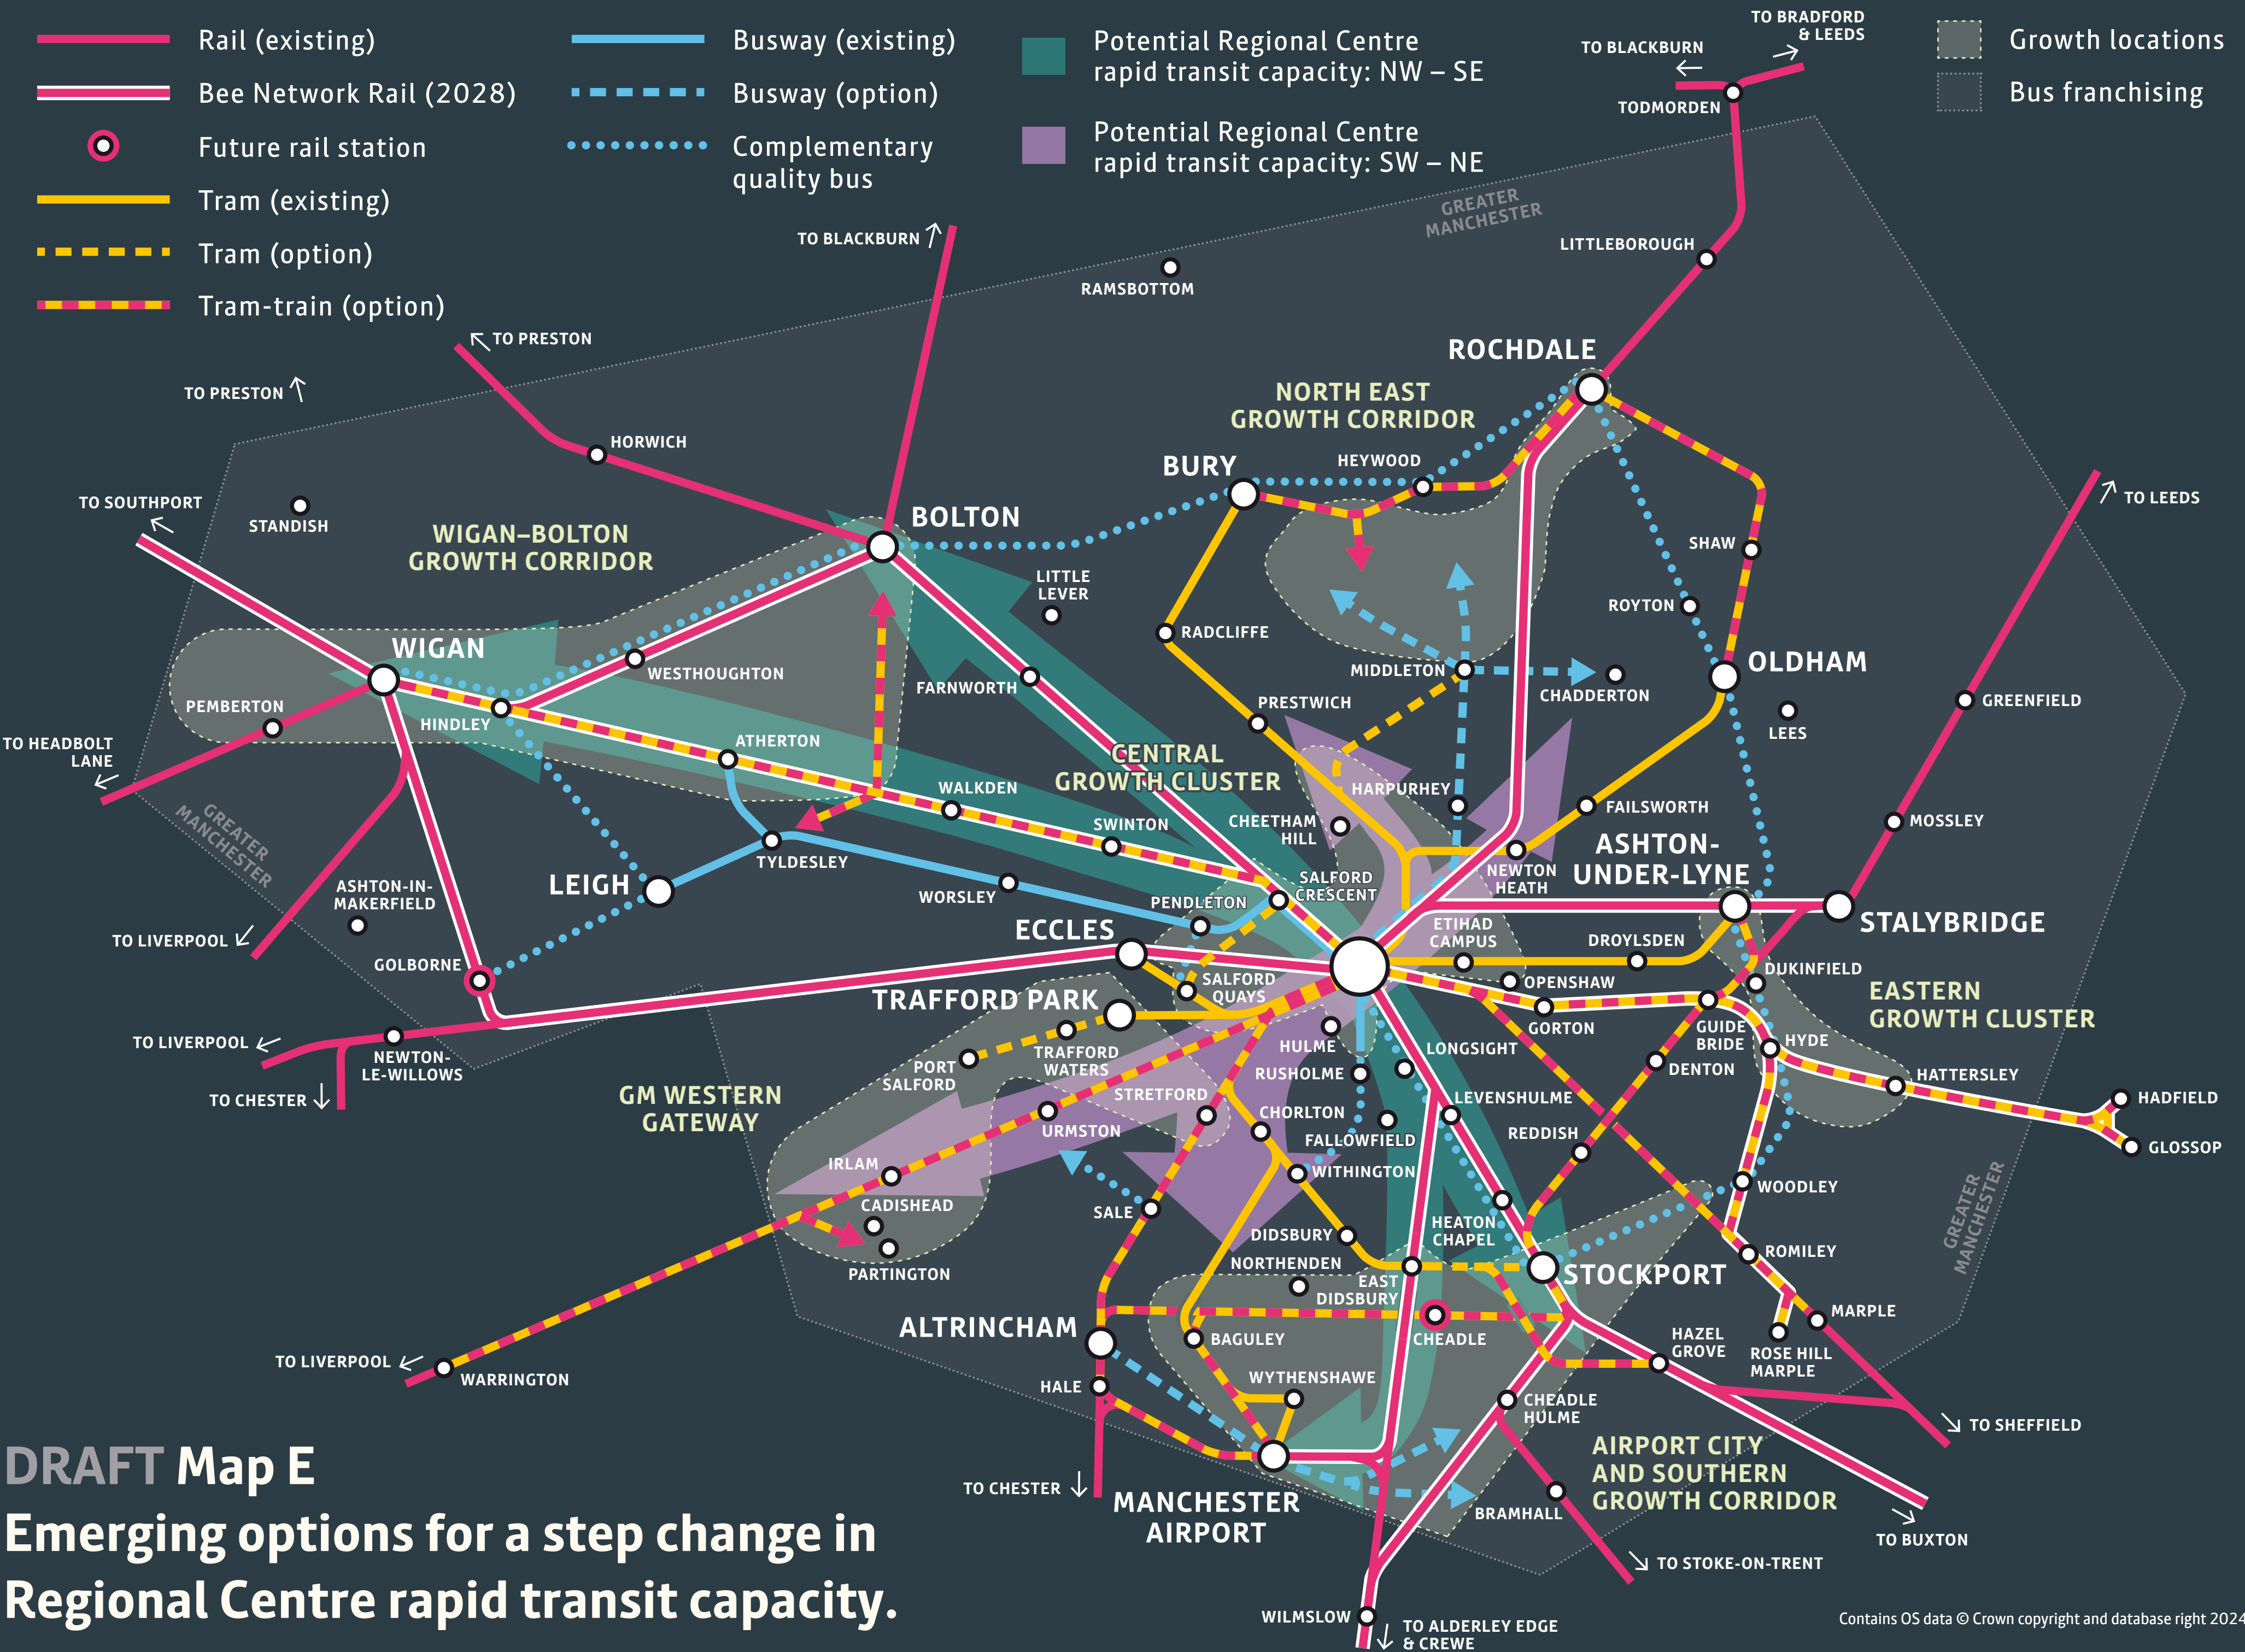 Rail (existing)
Bee Network Rail (2028)
Future rail station
Tram (existing)
Tram (option)
Tram-train (option)
Busway (existing)
Busway (option)
Complementary
quality bus
Potential Regional Centre
rapid transit capacity: NW – SE
Potential Regional Centre
rapid transit capacity: SW – NE
Growth locations
Bus franchising
TO BRADFORD
& LEEDS
TO BLACKBURN
TODMORDEN
GREATER
MANCHESTER
LITTLEBOROUGH
TO BLACKBURN
RAMSBOTTOM
TO PRESTON
TO PRESTON
ROCHDALE
NORTH EAST
GROWTH CORRIDOR
HORWICH
BURY
HEYWOOD
TO SOUTHPORT
STANDISH
WIGAN–BOLTON
GROWTH CORRIDOR
BOLTON
TO LEEDS
SHAW
LITTLE
LEVER
ROYTON
RADCLIFFE
WIGAN
WESTHOUGHTON
FARNWORTH
MIDDLETON
CHADDERTON
OLDHAM
PEMBERTON
HINDLEY
PRESTWICH
LEES
GREENFIELD
TO HEADBOLT
LANE
ATHERTON
CENTRAL
GROWTH CLUSTER
WALKDEN
HARPURHEY
FAILSWORTH
GREATER
MANCHESTER
SWINTON
CHEETHAM
HILL
MOSSLEY
TYLDESLEY
ASHTON-
UNDER-LYNE
NEWTON
HEATH
LEIGH
ASHTON-IN-
MAKERFIELD
WORSLEY
PENDLETON
SALFORD
CRESCENT
STALYBRIDGE
TO LIVERPOOL
ECCLES
ETIHAD
CAMPUS
DROYLSDEN
GOLBORNE
DUKINFIELD
SALFORD
QUAYS
OPENSHAW
TRAFFORD PARK
EASTERN
GROWTH CLUSTER
GORTON
GUIDE
BRIDE
HYDE
TO LIVERPOOL
NEWTON-
LE-WILLOWS
TRAFFORD
WATERS
PORT
SALFORD
HULME
LONGSIGHT
RUSHOLME
DENTON
HATTERSLEY
TO CHESTER
GM WESTERN
GATEWAY
STRETFORD
LEVENSHULME
HADFIELD
URMSTON
CHORLTON
FALLOWFIELD
REDDISH
GLOSSOP
IRLAM
WITHINGTON
WOODLEY
CADISHEAD
SALE
DIDSBURY
HEATON
CHAPEL
GREATER
MANCHESTER
PARTINGTON
NORTHENDEN
EAST
DIDSBURY
STOCKPORT
ROMILEY
ALTRINCHAM
BAGULEY
CHEADLE
MARPLE
HAZEL
GROVE
ROSE HILL
MARPLE
TO LIVERPOOL
WARRINGTON
HALE
WYTHENSHAWE
CHEADLE
HULME
TO SHEFFIELD
AIRPORT CITY
AND SOUTHERN
GROWTH CORRIDOR
TO CHESTER
MANCHESTER
AIRPORT
BRAMHALL
TO BUXTON
TO STOKE-ON-TRENT
WILMSLOW
TO ALDERLEY EDGE
& CREWE
DRAFT Map E
Emerging options for a step change in
Regional Centre rapid transit capacity.
Contains OS data © Crown copyright and database right 2024